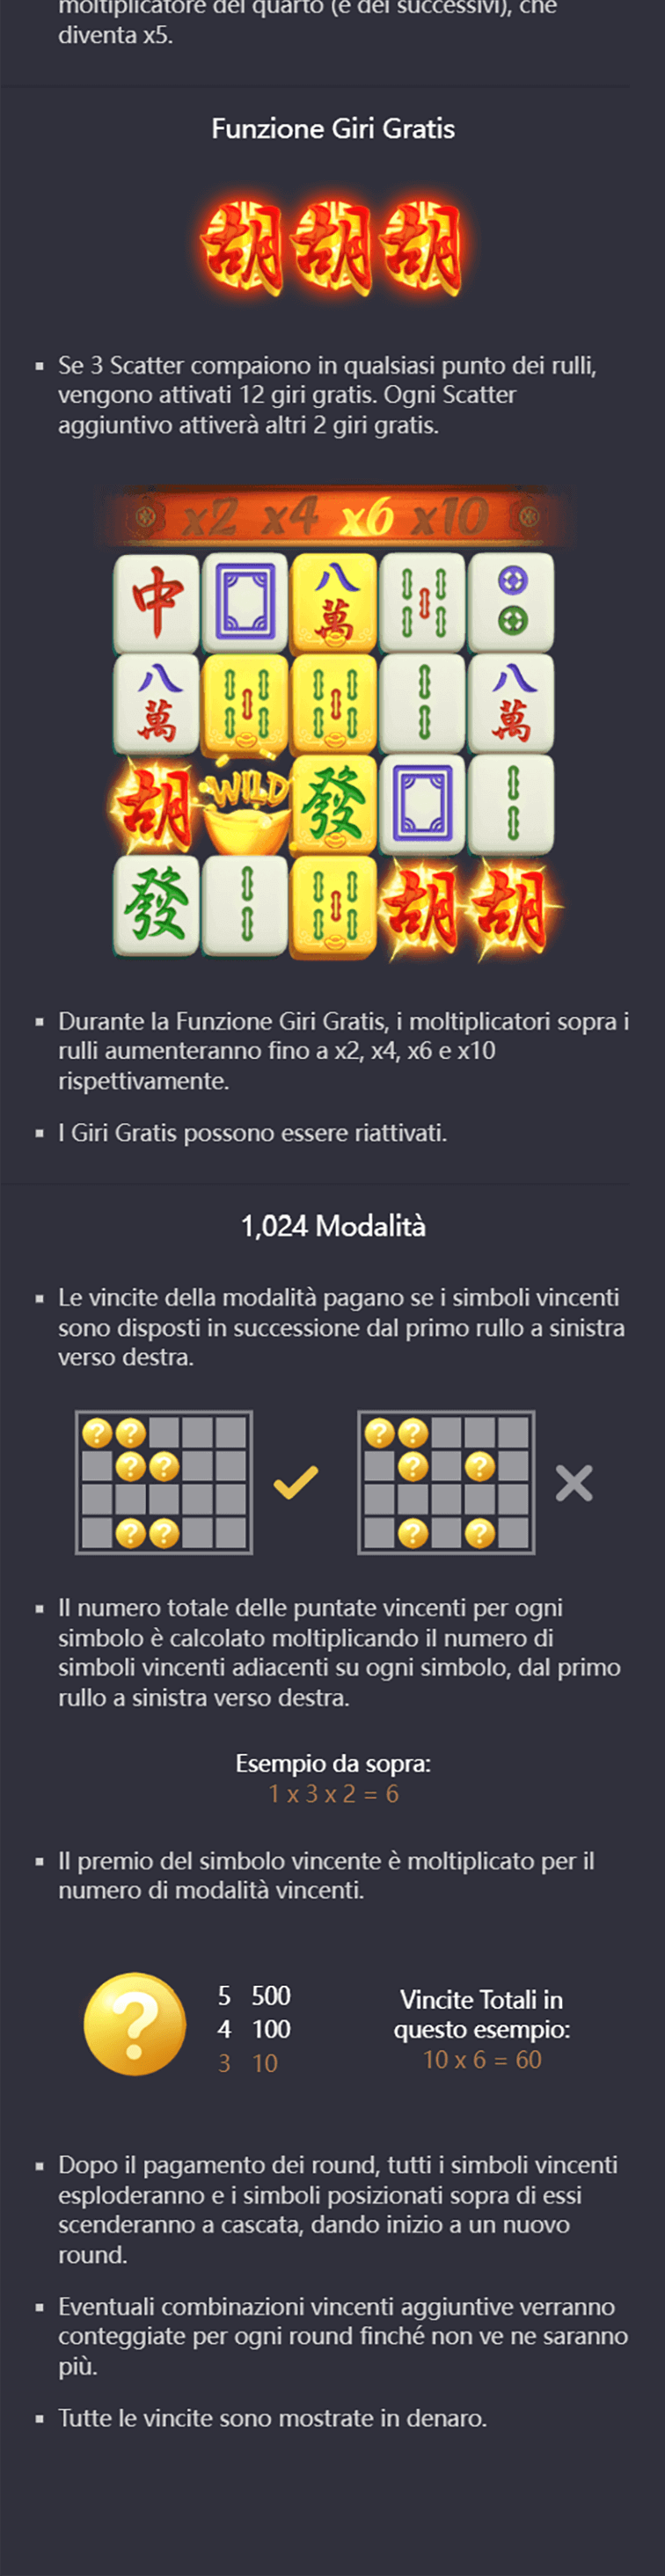 moltiplicatore del quarto (e dei successivi), che
diventa x5.
Funzione Giri Gratis
胡 胡 胡
▪ Se 3 Scatter compaiono in qualsiasi punto dei rulli,
vengono attivati 12 giri gratis. Ogni Scatter
aggiuntivo attiverà altri 2 giri gratis.
x2 x4 x6 x10
中 八萬
八萬 八萬
胡 WILD 發
發 胡 胡
▪ Durante la Funzione Giri Gratis, i moltiplicatori sopra i
rulli aumenteranno fino a x2, x4, x6 e x10
rispettivamente.
▪ I Giri Gratis possono essere riattivati.
1,024 Modalità
▪ Le vincite della modalità pagano se i simboli vincenti
sono disposti in successione dal primo rullo a sinistra
verso destra.
? ? ? ?
? ? ? ?
? ? ? ?
▪ Il numero totale delle puntate vincenti per ogni
simbolo è calcolato moltiplicando il numero di
simboli vincenti adiacenti su ogni simbolo, dal primo
rullo a sinistra verso destra.
Esempio da sopra:
1 x 3 x 2 = 6
▪ Il premio del simbolo vincente è moltiplicato per il
numero di modalità vincenti.
?
5 500
4 100
3 10
Vincite Totali in
questo esempio:
10 x 6 = 60
▪ Dopo il pagamento dei round, tutti i simboli vincenti
esploderanno e i simboli posizionati sopra di essi
scenderanno a cascata, dando inizio a un nuovo
round.
▪ Eventuali combinazioni vincenti aggiuntive verranno
conteggiate per ogni round finché non ve ne saranno
più.
▪ Tutte le vincite sono mostrate in denaro.